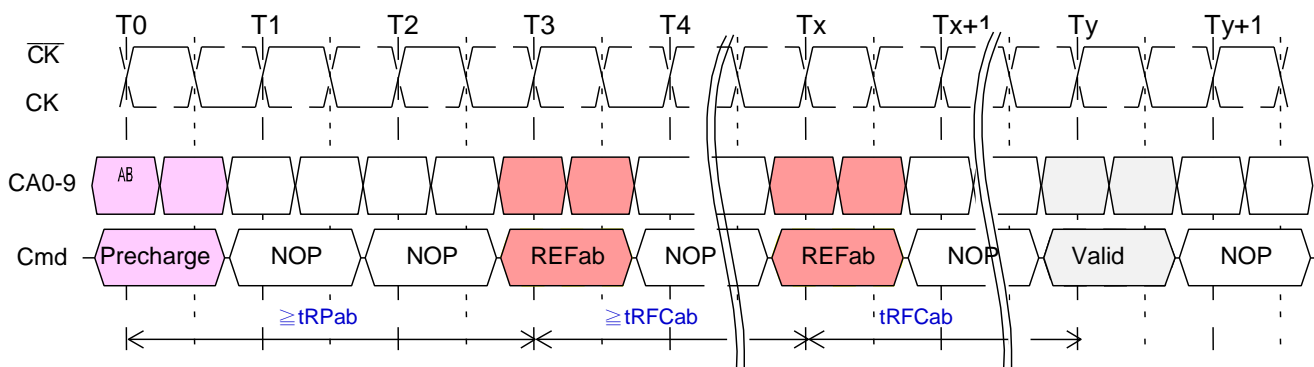 T0 T1 T2 T3 T4 Tx Tx+1 Ty Ty+1
CK
CK
CA0-9 AB
Cmd Precharge NOP NOP REFab NOP REFab NOP Valid NOP
≧tRPab ≧tRFCab tRFCab